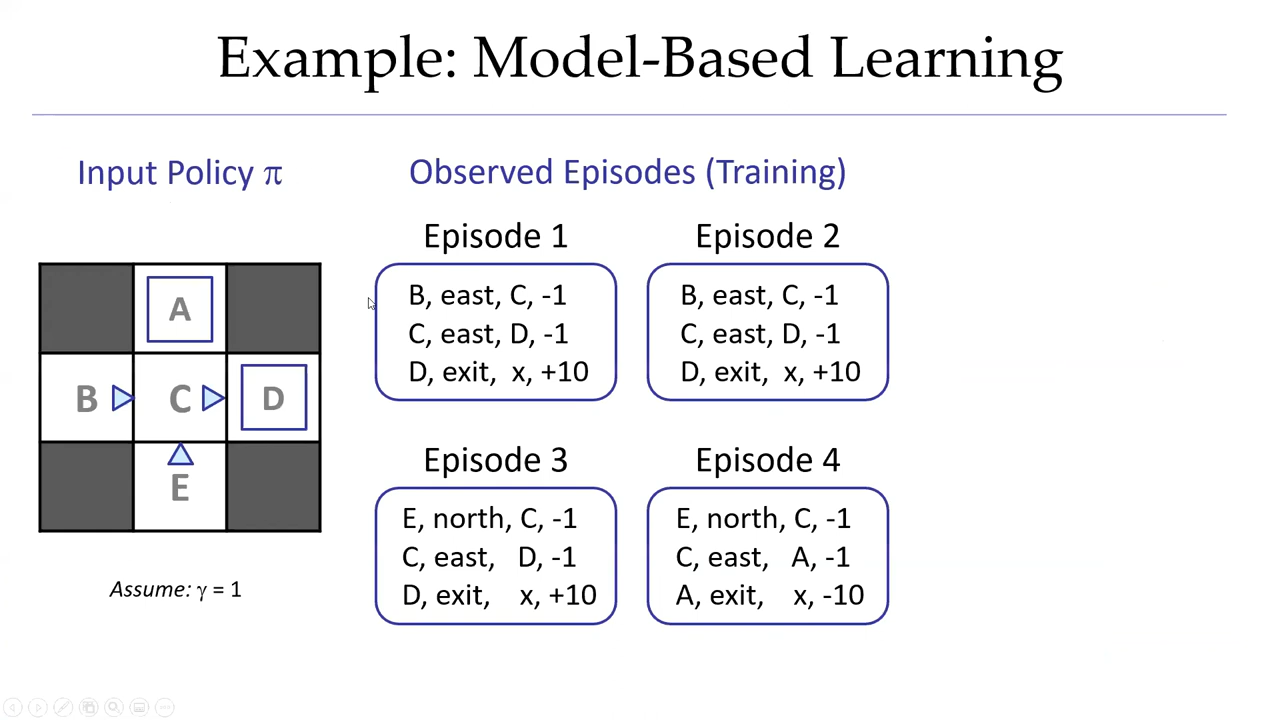 Example: Model-Based Learning
Input Policy π
Observed Episodes (Training)
A
B
C
D
E
Assume: γ = 1
Episode 1
B, east, C, -1
C, east, D, -1
D, exit, x, +10
Episode 2
B, east, C, -1
C, east, D, -1
D, exit, x, +10
Episode 3
E, north, C, -1
C, east, D, -1
D, exit, x, +10
Episode 4
E, north, C, -1
C, east, A, -1
A, exit, x, -10